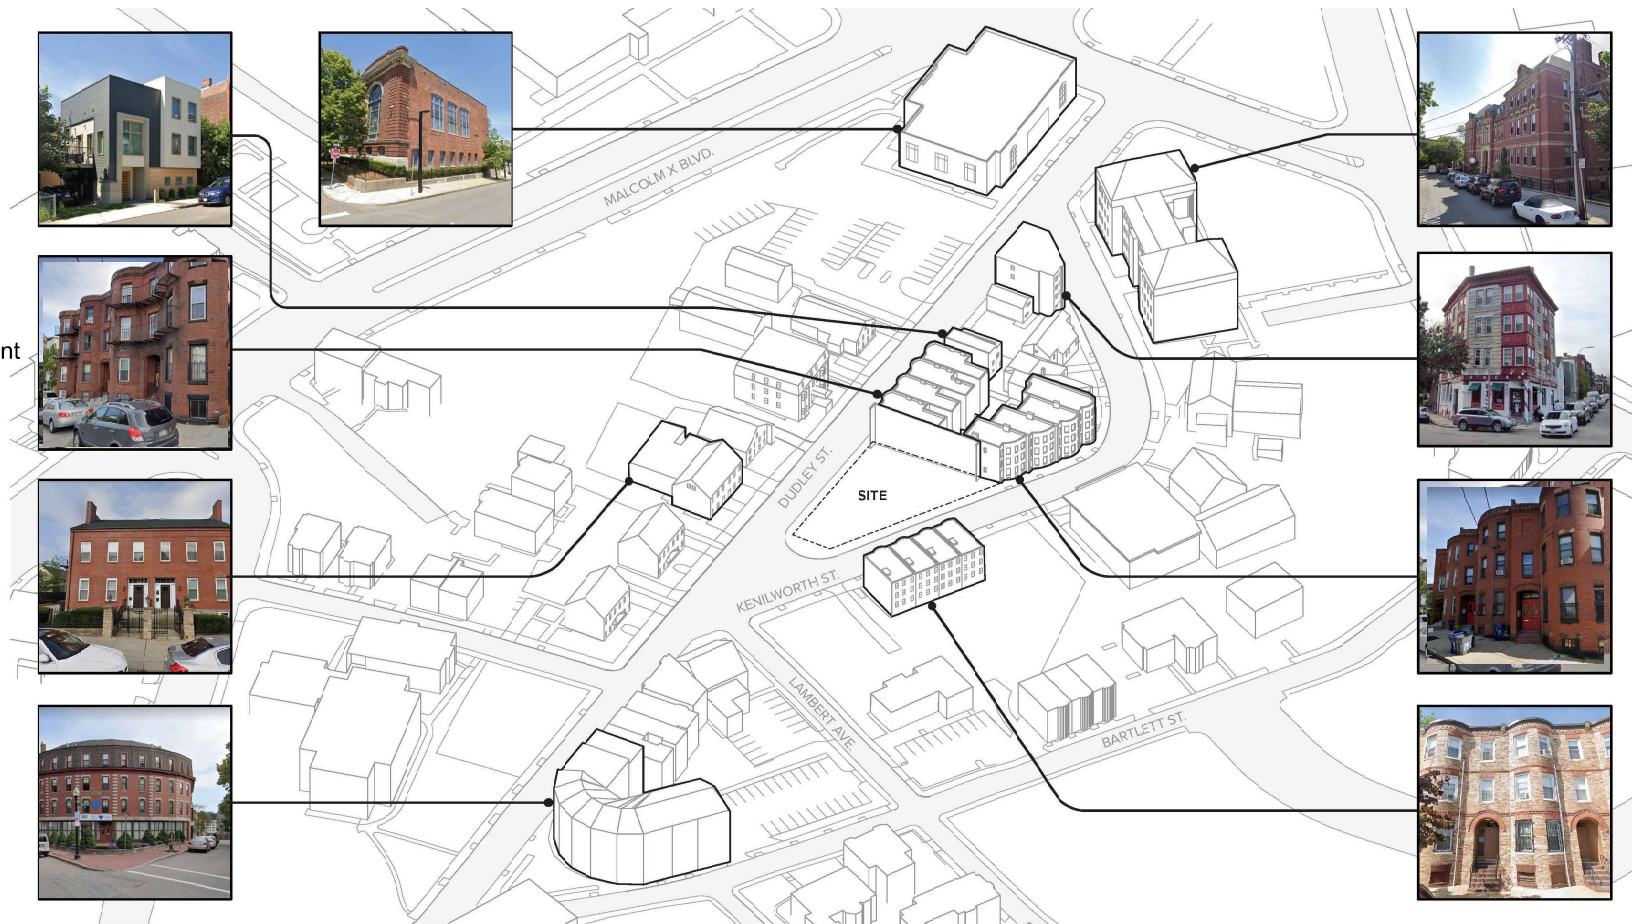 MALCOLM X BLVD.
nt
DUDLEY ST.
SITE
KENILWORTH ST.
LAMBERT AVE.
BARTLETT ST.